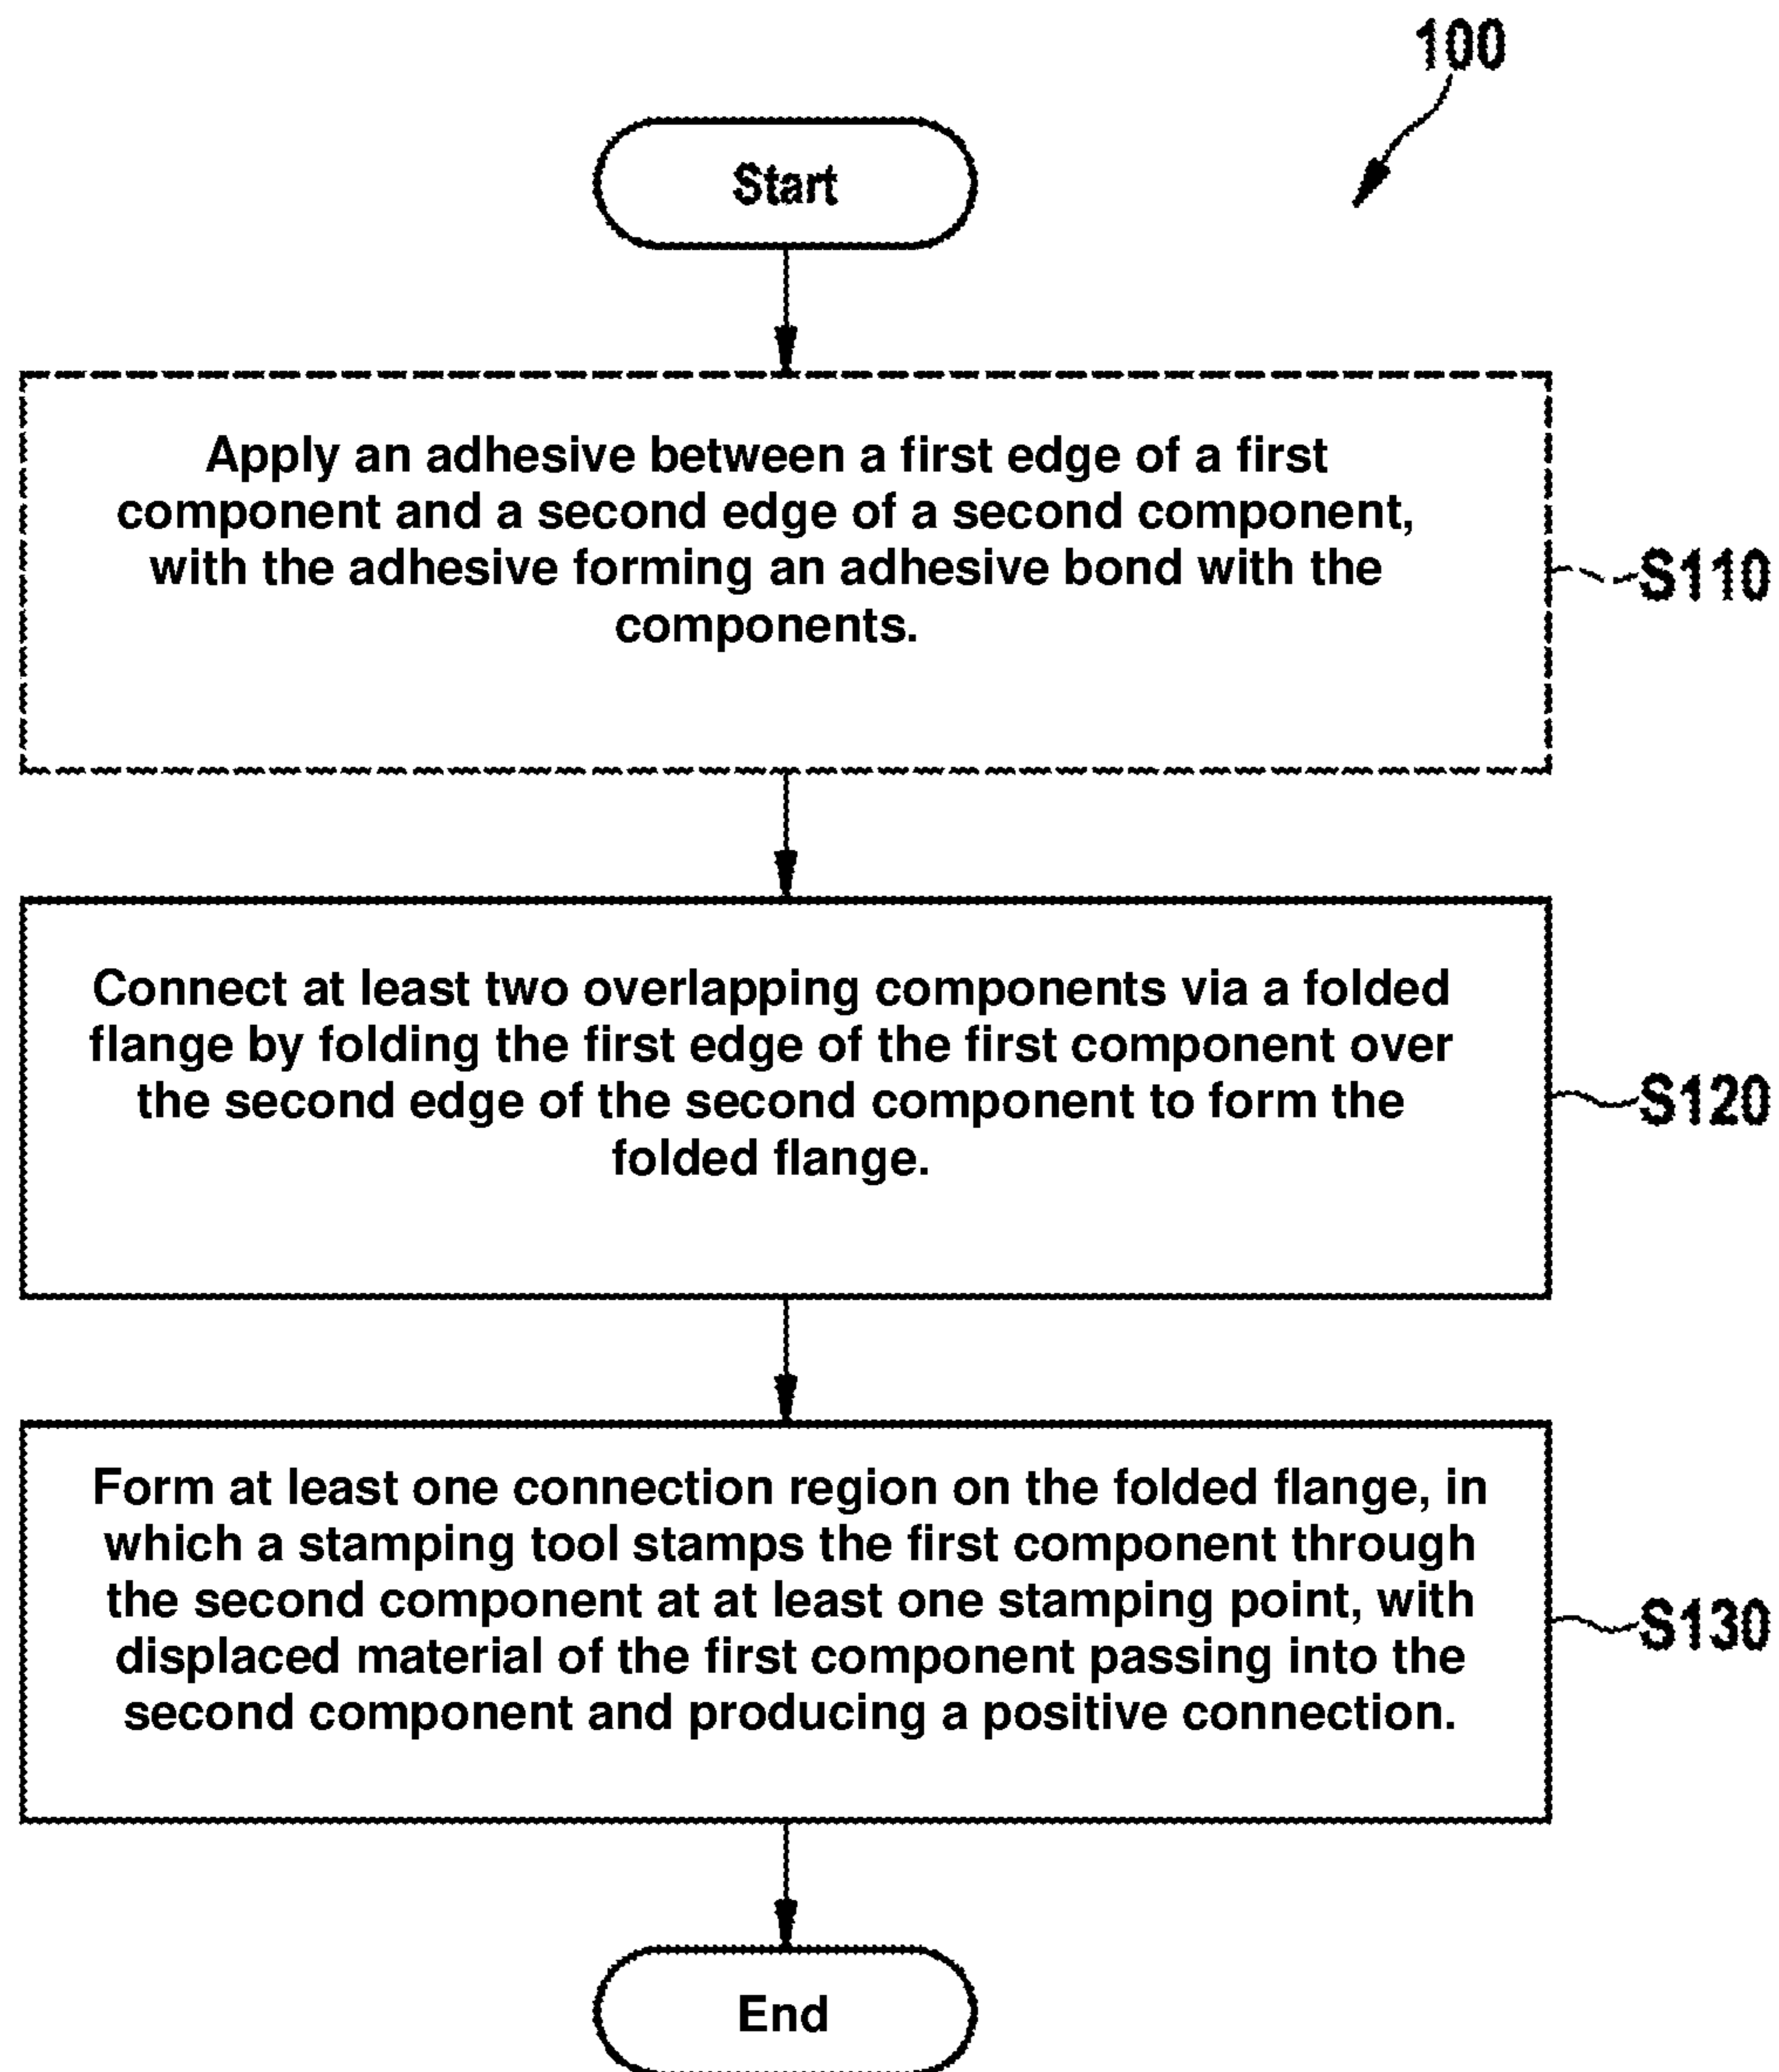 100
Start
Apply an adhesive between a first edge of a first
component and a second edge of a second component,
with the adhesive forming an adhesive bond with the
components.
S110
Connect at least two overlapping components via a folded
flange by folding the first edge of the first component over
the second edge of the second component to form the
folded flange.
S120
Form at least one connection region on the folded flange, in
which a stamping tool stamps the first component through
the second component at at least one stamping point, with
displaced material of the first component passing into the
second component and producing a positive connection.
S130
End